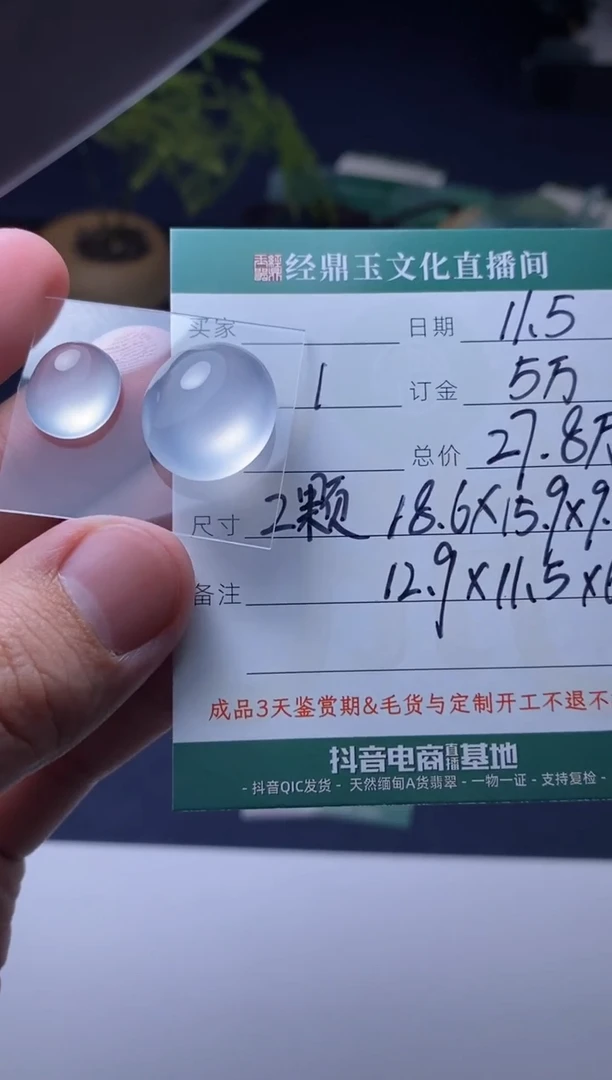 经鼎玉文化直播间
买家 日期 11.5
1 订金 5万
总价 27.8万
尺寸 2颗 18.6X15.9X9.
备注 12.9X11.5X6
成品3天鉴赏期&毛货与定制开工不退不
抖音电商直播基地
- 抖音QIC发货 - 天然缅甸A货翡翠 - 一物一证 - 支持复检 -